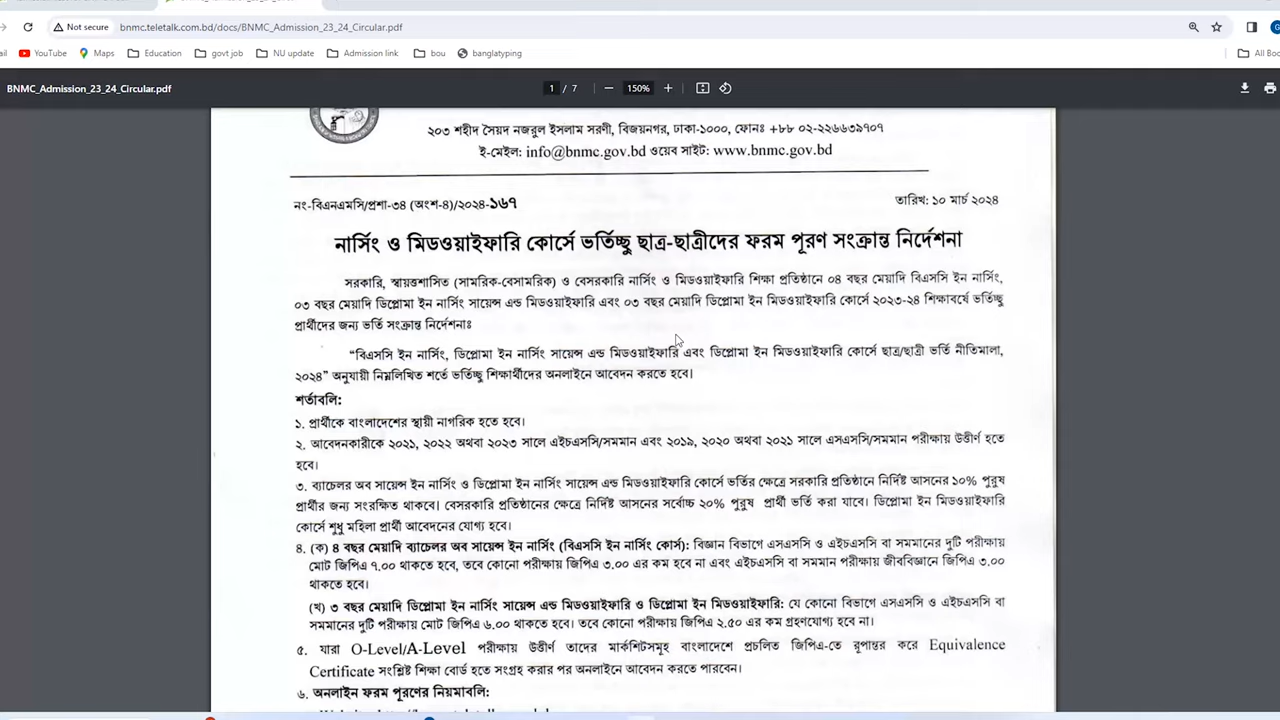 Not secure bnmc.teletalk.com.bd/docs/BNMC_Admission_23_24_Circular.pdf
YouTube Maps Education govt job NU update Admission link bou banglatyping All Boo
BNMC_Admission_23_24_Circular.pdf 1 / 7 150%
২০৩ শহীদ সৈয়দ নজরুল ইসলাম সরণী, বিজয়নগর, ঢাকা-১০০০, ফোনঃ +৮৮ ০২-২২৬৬৩৯৭০৭
ই-মেইল: info@bnmc.gov.bd ওয়েব সাইট: www.bnmc.gov.bd
নং-বিএনএমসি/প্রশা-৩৪ (অংশ-৪)/২০২৪-১৬৭ তারিখ: ১০ মার্চ ২০২৪
নার্সিং ও মিডওয়াইফারি কোর্সে ভর্তিচ্ছু ছাত্র-ছাত্রীদের ফরম পূরণ সংক্রান্ত নির্দেশনা
সরকারি, স্বায়ত্তশাসিত (সামরিক-বেসামরিক) ও বেসরকারি নার্সিং ও মিডওয়াইফারি শিক্ষা প্রতিষ্ঠানে ০৪ বছর মেয়াদি বিএসসি ইন নার্সিং,
০৩ বছর মেয়াদি ডিপ্লোমা ইন নার্সিং সায়েন্স এন্ড মিডওয়াইফারি এবং ০৩ বছর মেয়াদি ডিপ্লোমা ইন মিডওয়াইফারি কোর্সে ২০২৩-২৪ শিক্ষাবর্ষে ভর্তিচ্ছু
প্রার্থীদের জন্য ভর্তি সংক্রান্ত নির্দেশনাঃ
“বিএসসি ইন নার্সিং, ডিপ্লোমা ইন নার্সিং সায়েন্স এন্ড মিডওয়াইফারি এবং ডিপ্লোমা ইন মিডওয়াইফারি কোর্সে ছাত্র/ছাত্রী ভর্তি নীতিমালা,
২০২৪” অনুযায়ী নিম্নলিখিত শর্তে ভর্তিচ্ছু শিক্ষার্থীদের অনলাইনে আবেদন করতে হবে।
শর্তাবলি:
১. প্রার্থীকে বাংলাদেশের স্থায়ী নাগরিক হতে হবে।
২. আবেদনকারীকে ২০২১, ২০২২ অথবা ২০২৩ সালে এইচএসসি/সমমান এবং ২০১৯, ২০২০ অথবা ২০২১ সালে এসএসসি/সমমান পরীক্ষায় উত্তীর্ণ হতে
হবে।
৩. ব্যাচেলর অব সায়েন্স ইন নার্সিং ও ডিপ্লোমা ইন নার্সিং সায়েন্স এন্ড মিডওয়াইফারি কোর্সে ভর্তির ক্ষেত্রে সরকারি প্রতিষ্ঠানে নির্দিষ্ট আসনের ১০% পুরুষ
প্রার্থীর জন্য সংরক্ষিত থাকবে। বেসরকারি প্রতিষ্ঠানের ক্ষেত্রে নির্দিষ্ট আসনের সর্বোচ্চ ২০% পুরুষ প্রার্থী ভর্তি করা যাবে। ডিপ্লোমা ইন মিডওয়াইফারি
কোর্সে শুধু মহিলা প্রার্থী আবেদনের যোগ্য হবে।
৪. (ক) ৪ বছর মেয়াদি ব্যাচেলর অব সায়েন্স ইন নার্সিং (বিএসসি ইন নার্সিং কোর্স): বিজ্ঞান বিভাগে এসএসসি ও এইচএসসি বা সমমানের দুটি পরীক্ষায়
মোট জিপিএ ৭.০০ থাকতে হবে, তবে কোনো পরীক্ষায় জিপিএ ৩.০০ এর কম হবে না এবং এইচএসসি বা সমমান পরীক্ষায় জীববিজ্ঞানে জিপিএ ৩.০০
থাকতে হবে।
(খ) ৩ বছর মেয়াদি ডিপ্লোমা ইন নার্সিং সায়েন্স এন্ড মিডওয়াইফারি ও ডিপ্লোমা ইন মিডওয়াইফারি: যে কোনো বিভাগে এসএসসি ও এইচএসসি বা
সমমানের দুটি পরীক্ষায় মোট জিপিএ ৬.০০ থাকতে হবে। তবে কোনো পরীক্ষায় জিপিএ ২.৫০ এর কম গ্রহণযোগ্য হবে না।
৫. যারা O-Level/A-Level পরীক্ষায় উত্তীর্ণ তাদের মার্কশিটসমূহ বাংলাদেশে প্রচলিত জিপিএ-তে রূপান্তর করে Equivalence
Certificate সংশ্লিষ্ট শিক্ষা বোর্ড হতে সংগ্রহ করার পর অনলাইনে আবেদন করতে পারবেন।
৬. অনলাইন ফরম পূরণের নিয়মাবলি: